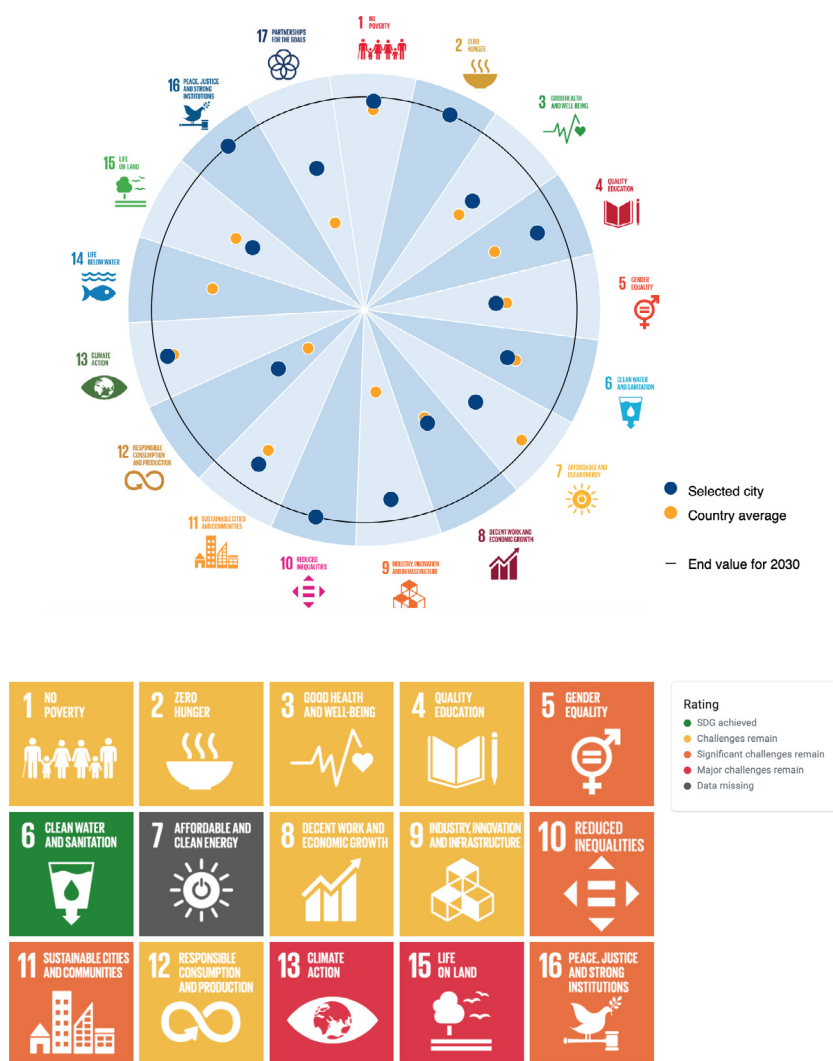 1 NO
POVERTY
2 ZERO
HUNGER
3 GOOD HEALTH
AND WELL-BEING
4 QUALITY
EDUCATION
5 GENDER
EQUALITY
6 CLEAN WATER
AND SANITATION
7 AFFORDABLE AND
CLEAN ENERGY
8 DECENT WORK AND
ECONOMIC GROWTH
9 INDUSTRY, INNOVATION
AND INFRASTRUCTURE
10 REDUCED
INEQUALITIES
11 SUSTAINABLE CITIES
AND COMMUNITIES
12 RESPONSIBLE
CONSUMPTION
AND PRODUCTION
13 CLIMATE
ACTION
14 LIFE
BELOW WATER
15 LIFE
ON LAND
16 PEACE, JUSTICE
AND STRONG
INSTITUTIONS
17 PARTNERSHIPS
FOR THE GOALS
Selected city
Country average
End value for 2030
1 NO
POVERTY
2 ZERO
HUNGER
3 GOOD HEALTH
AND WELL-BEING
4 QUALITY
EDUCATION
5 GENDER
EQUALITY
6 CLEAN WATER
AND SANITATION
7 AFFORDABLE AND
CLEAN ENERGY
8 DECENT WORK AND
ECONOMIC GROWTH
9 INDUSTRY, INNOVATION
AND INFRASTRUCTURE
10 REDUCED
INEQUALITIES
11 SUSTAINABLE CITIES
AND COMMUNITIES
12 RESPONSIBLE
CONSUMPTION
AND PRODUCTION
13 CLIMATE
ACTION
15 LIFE
ON LAND
16 PEACE, JUSTICE
AND STRONG
INSTITUTIONS
Rating
SDG achieved
Challenges remain
Significant challenges remain
Major challenges remain
Data missing